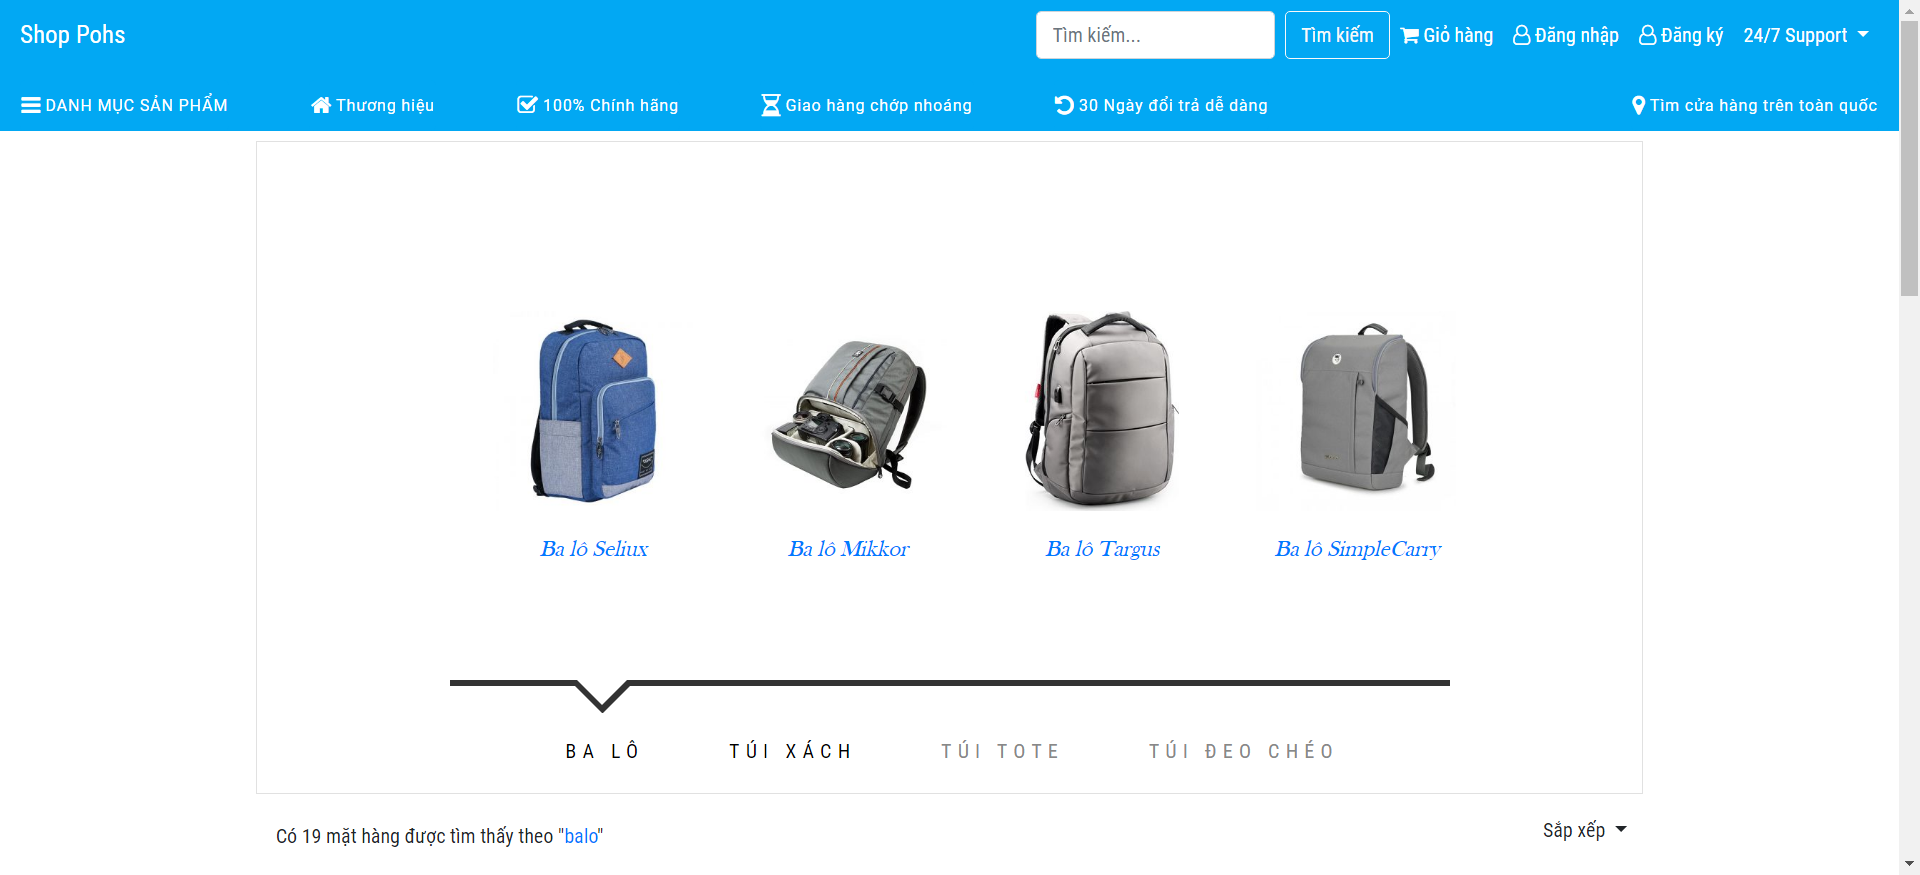 Shop Pohs
Tìm kiếm...
Tìm kiếm
Giỏ hàng
Đăng nhập
Đăng ký
24/7 Support
DANH MỤC SẢN PHẨM
Thương hiệu
100% Chính hãng
Giao hàng chớp nhoáng
30 Ngày đổi trả dễ dàng
Tìm cửa hàng trên toàn quốc
Ba lô Seliux
Ba lô Mikkor
Ba lô Targus
Ba lô SimpleCarry
BA LÔ
TÚI XÁCH
TÚI TOTE
TÚI ĐEO CHÉO
Có 19 mặt hàng được tìm thấy theo "balo"
Sắp xếp